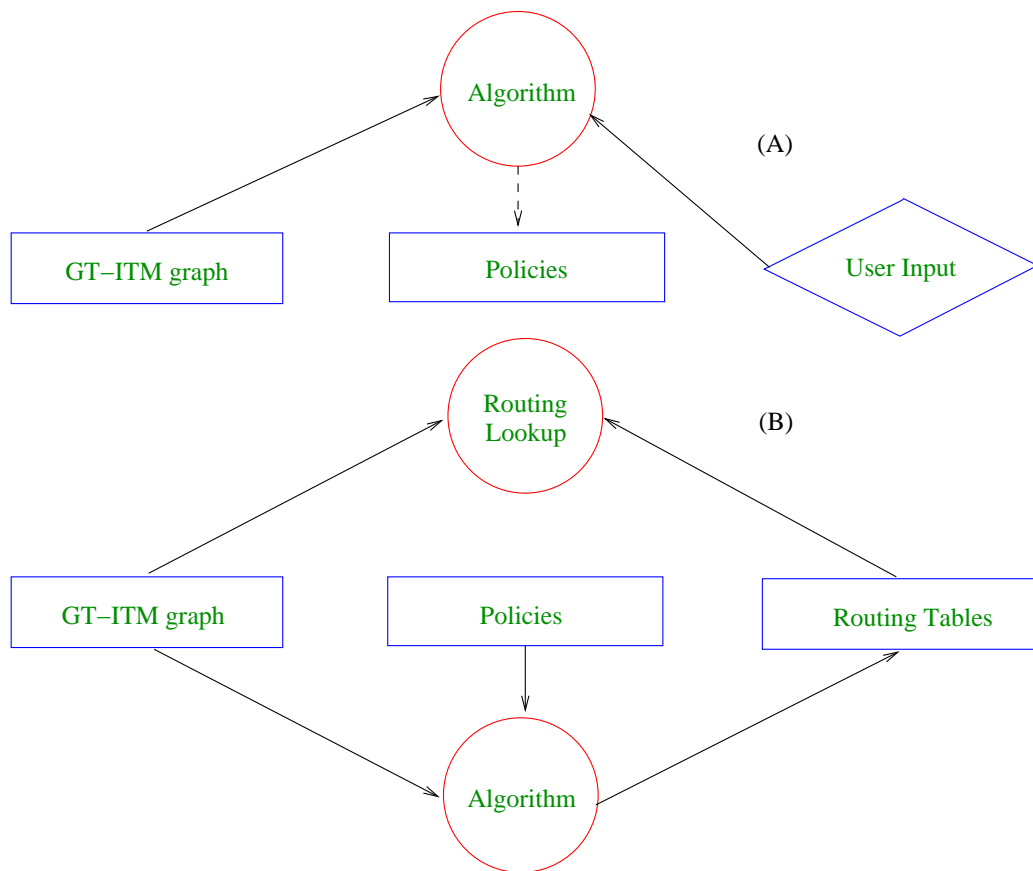 Algorithm
(A)
GT−ITM graph
Policies
User Input
Routing
Lookup
(B)
GT−ITM graph
Policies
Routing Tables
Algorithm